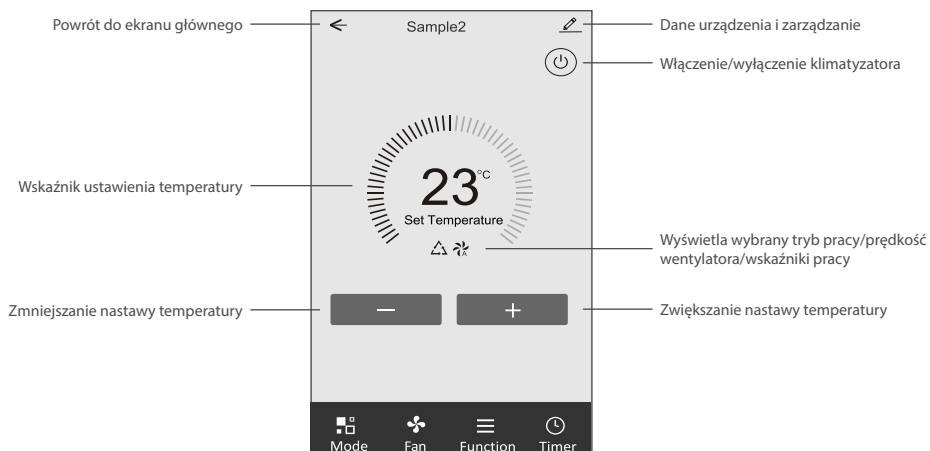 Powrót do ekranu głównego
Sample2
Dane urządzenia i zarządzanie
Włączenie/wyłączenie klimatyzatora
Wskaźnik ustawienia temperatury
23°C
Set Temperature
A
Wyświetla wybrany tryb pracy/prędkość
wentylatora/wskaźniki pracy
Zmniejszanie nastawy temperatury
−
+
Zwiększanie nastawy temperatury
Mode Fan Function Timer